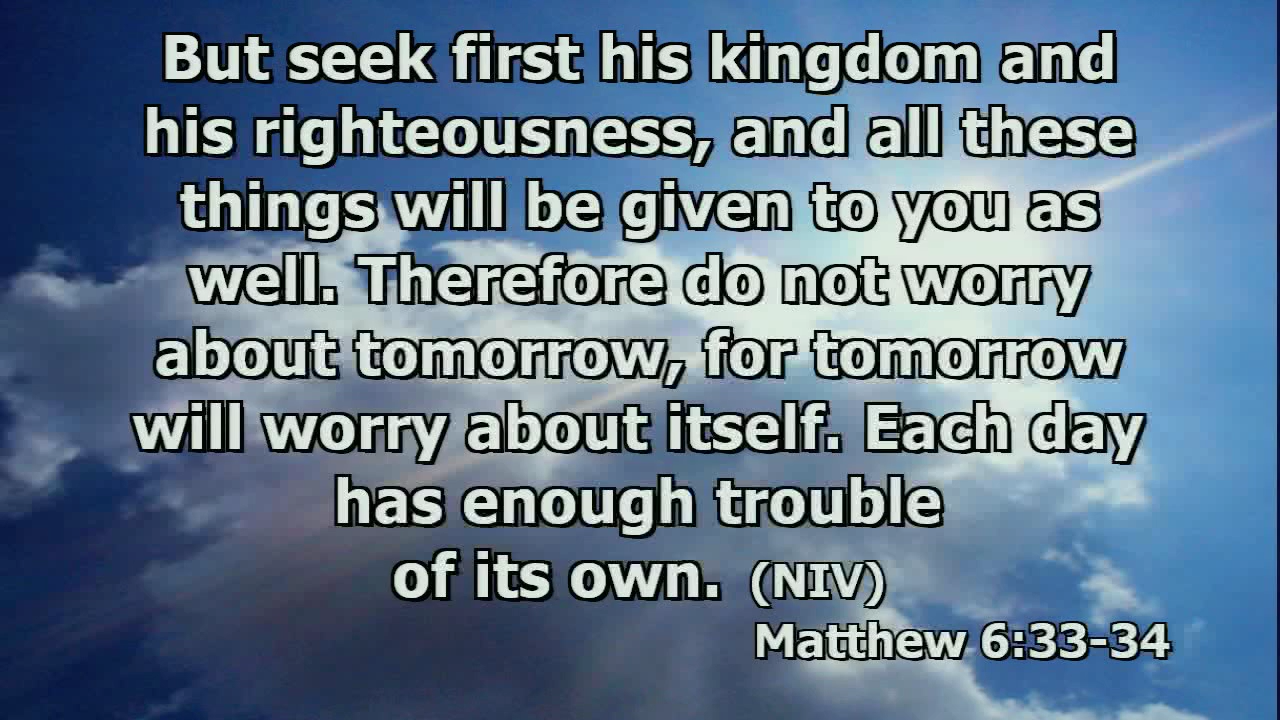 But seek first his kingdom and
his righteousness, and all these
things will be given to you as
well. Therefore do not worry
about tomorrow, for tomorrow
will worry about itself. Each day
has enough trouble
of its own. (NIV)
Matthew 6:33-34